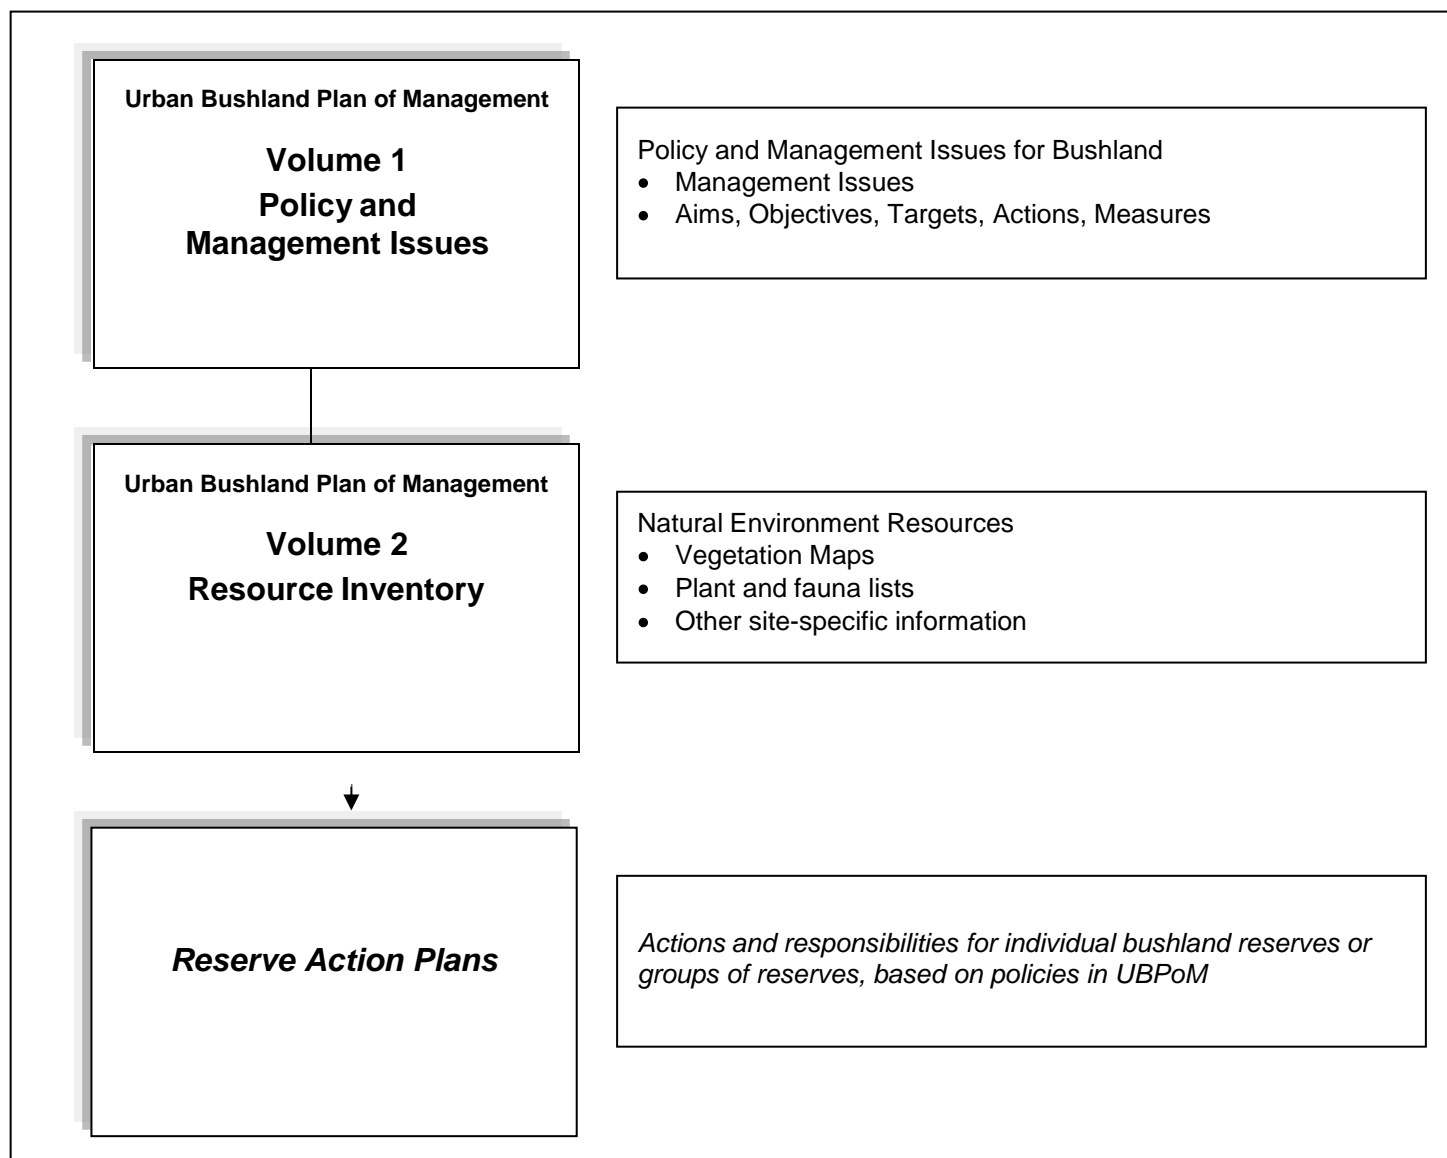 Urban Bushland Plan of Management
Volume 1
Policy and
Management Issues
Policy and Management Issues for Bushland
• Management Issues
• Aims, Objectives, Targets, Actions, Measures
Urban Bushland Plan of Management
Volume 2
Resource Inventory
Natural Environment Resources
• Vegetation Maps
• Plant and fauna lists
• Other site-specific information
Reserve Action Plans
Actions and responsibilities for individual bushland reserves or
groups of reserves, based on policies in UBPoM